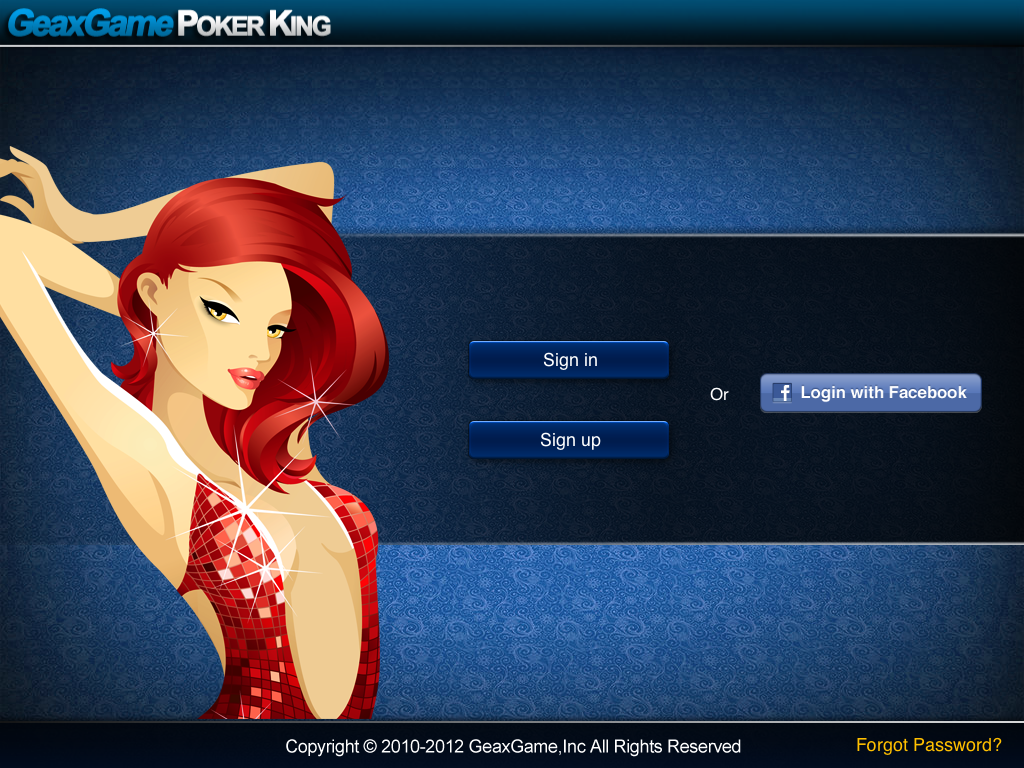 GeaxGame POKER KING
Sign in
Or
Login with Facebook
Sign up
Copyright © 2010-2012 GeaxGame,Inc All Rights Reserved
Forgot Password?